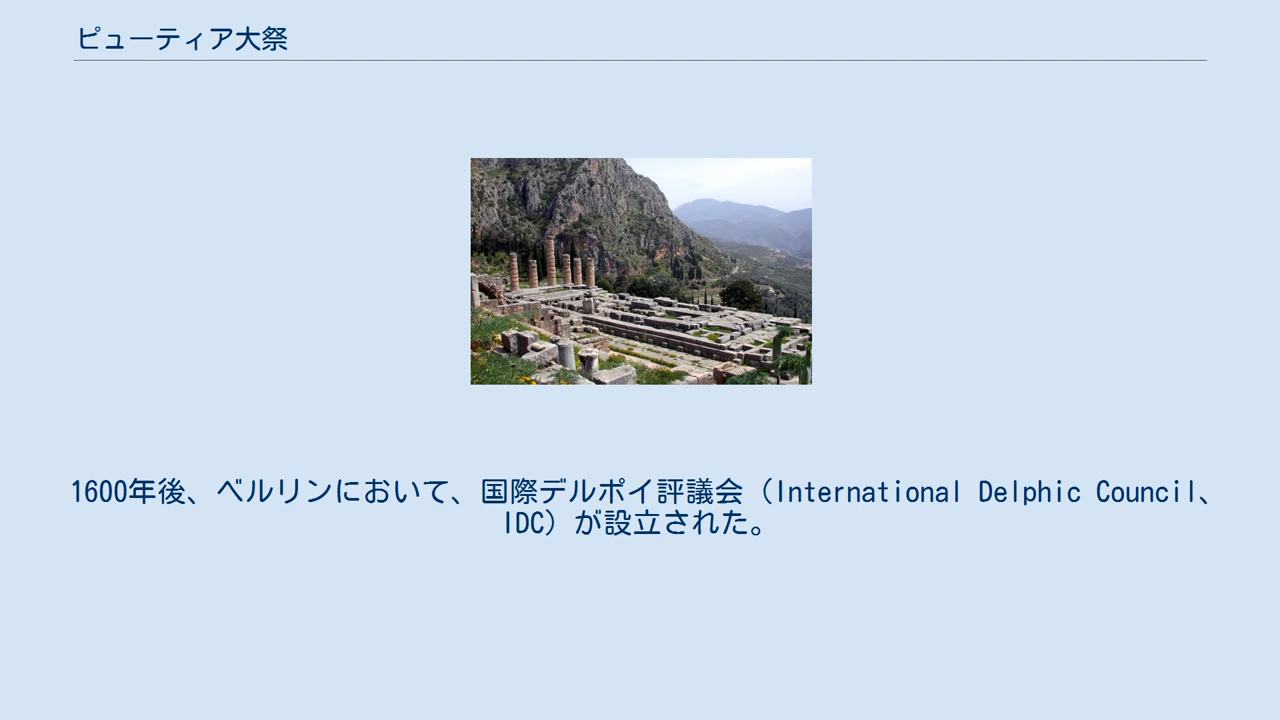 ピューティア大祭
1600年後、ベルリンにおいて、国際デルポイ評議会（International Delphic Council、
IDC）が設立された。